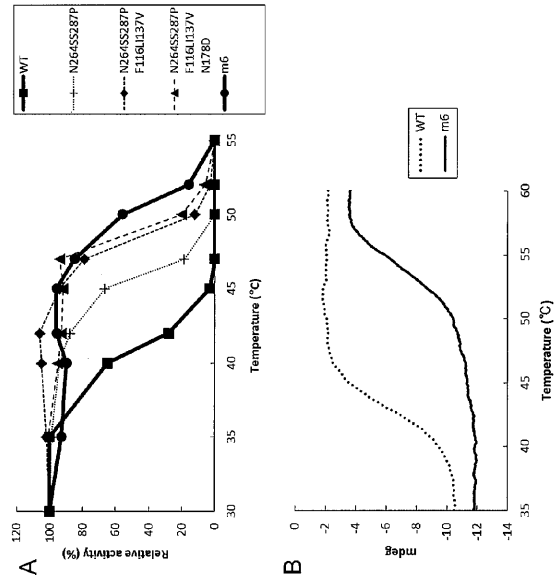 A
Relative activity (%)
120
100
80
60
40
20
0
30
35
40
45
50
55
Temperature (°C)
WT
N264SS287P
N264SS287P
F116LI137V
N264SS287P
F116LI137V
N178D
m6
B
mdeg
0
-2
-4
-6
-8
-10
-12
-14
35
40
45
50
55
60
Temperature (°C)
WT
m6